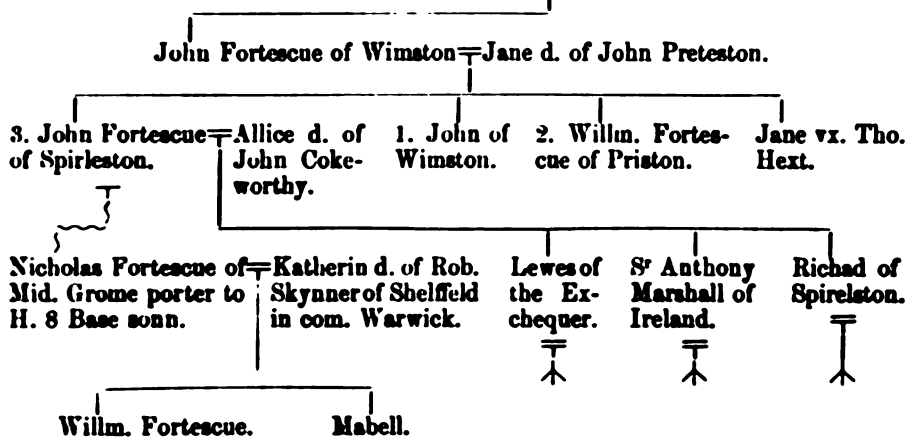 John Fortescue of Wimston Jane d. of John Preteston.
3. John Fortescue
of Spirleston.
Allice d. of
John Coke-
worthy.
1. John of
Wimston.
2. Willm. Fortes-
cue of Priston.
Jane vx. Tho.
Hext.
Nicholas Fortescue of
Mid. Grome porter to
H. 8 Base sonn.
Katherin d. of Rob.
Skynner of Shelffeld
in com. Warwick.
Lewes of
the Ex-
chequer.
Sr Anthony
Marshall of
Ireland.
Richad of
Spirelston.
Willm. Fortescue.
Mabell.